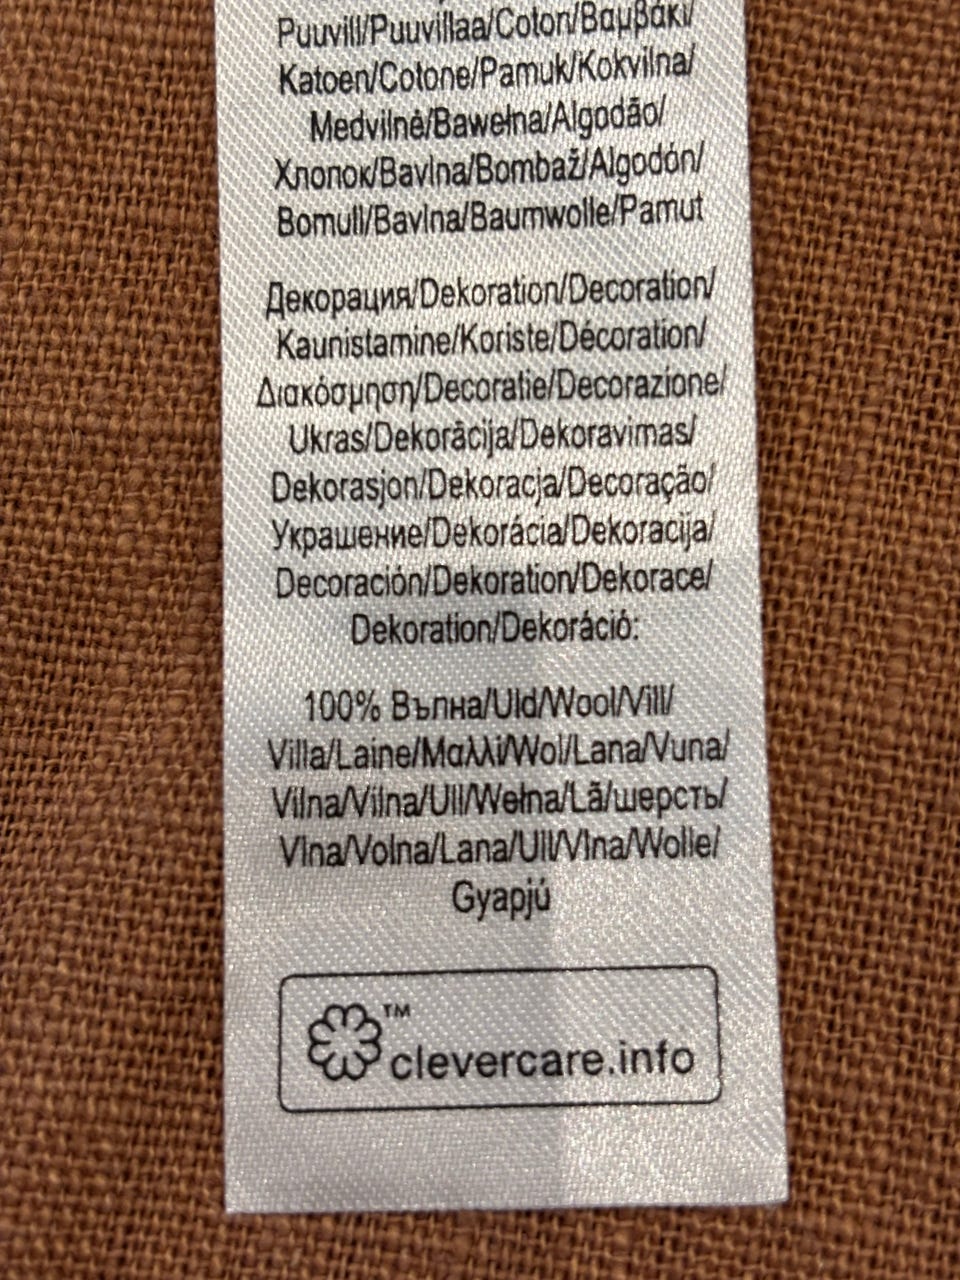 Puuvill/Puuvillaa/Coton/Βαμβάκι/
Katoen/Cotone/Pamuk/Kokvilna/
Medvilnė/Bawełna/Algodão/
Хлопок/Bavlna/Bombaž/Algodón/
Bomull/Bavlna/Baumwolle/Pamut
Декорация/Dekoration/Decoration/
Kaunistamine/Koriste/Décoration/
Διακόσμηση/Decoratie/Decorazione/
Ukras/Dekorācija/Dekoravimas/
Dekorasjon/Dekoracja/Decoração/
Украшение/Dekorácia/Dekoracija/
Decoración/Dekoration/Dekorace/
Dekoration/Dekoráció:
100% Вълна/Uld/Wool/Vill/
Villa/Laine/Μαλλί/Wol/Lana/Vuna/
Vilna/Vilna/Ull/Wełna/Lã/шерсть/
Vlna/Volna/Lana/Ull/Vlna/Wolle/
Gyapjú
™ clevercare.info